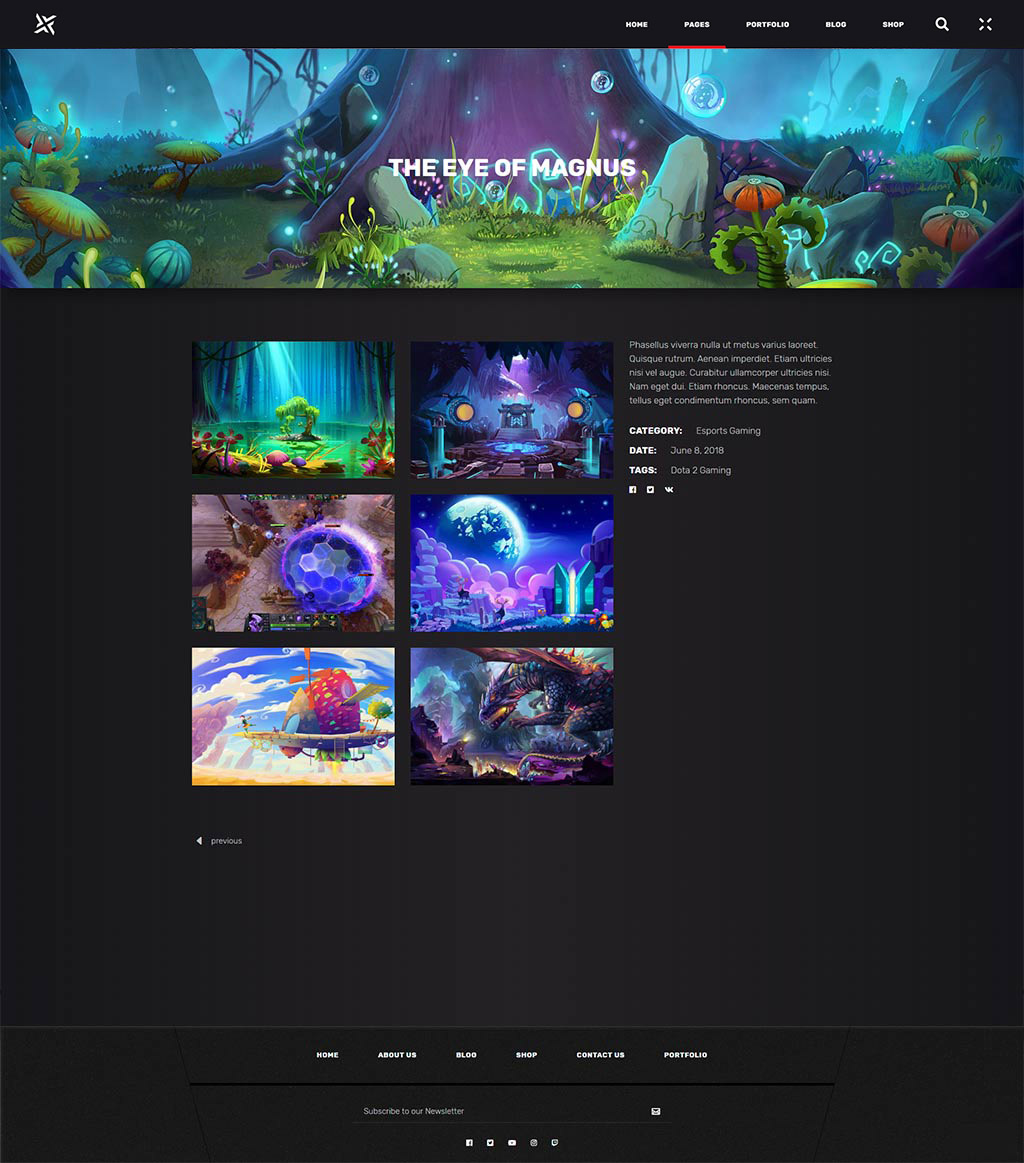 HOME PAGES PORTFOLIO BLOG SHOP
THE EYE OF MAGNUS
Phasellus viverra nulla ut metus varius laoreet.
Quisque rutrum. Aenean imperdiet. Etiam ultricies
nisi vel augue. Curabitur ullamcorper ultricies nisi.
Nam eget dui. Etiam rhoncus. Maecenas tempus,
tellus eget condimentum rhoncus, sem quam.
CATEGORY: Esports Gaming
DATE: June 8, 2018
TAGS: Dota 2 Gaming
previous
HOME ABOUT US BLOG SHOP CONTACT US PORTFOLIO
Subscribe to our Newsletter